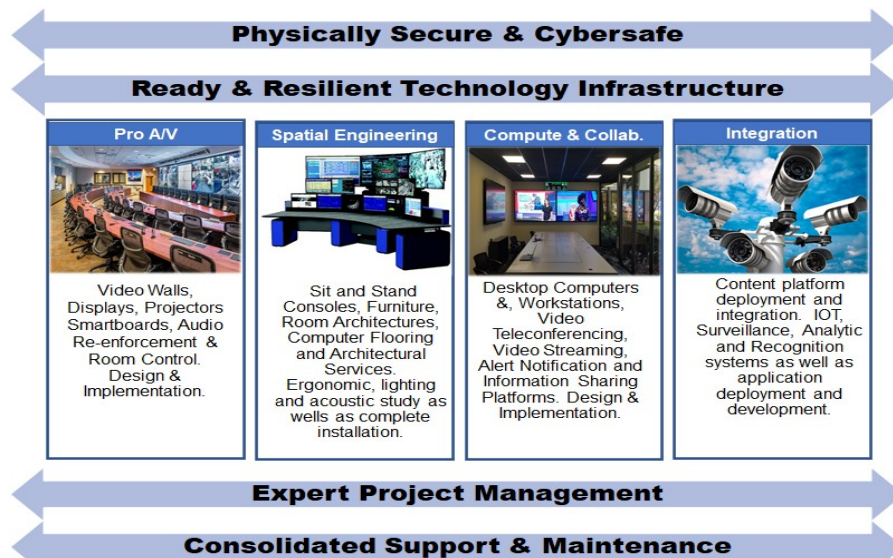 Physically Secure & Cybersafe
Ready & Resilient Technology Infrastructure
Pro A/V
Video Walls,
Displays, Projectors
Smartboards, Audio
Re-enforcement &
Room Control.
Design &
Implementation.
Spatial Engineering
Sit and Stand
Consoles, Furniture,
Room Architectures,
Computer Flooring
and Architectural
Services.
Ergonomic, lighting
and acoustic study as
wells as complete
installation.
Compute & Collab.
Desktop Computers
&, Workstations,
Video
Teleconferencing,
Video Streaming,
Alert Notification and
Information Sharing
Platforms. Design &
Implementation.
Integration
Content platform
deployment and
integration. IOT,
Surveillance, Analytic
and Recognition
systems as well as
application
deployment and
development.
Expert Project Management
Consolidated Support & Maintenance